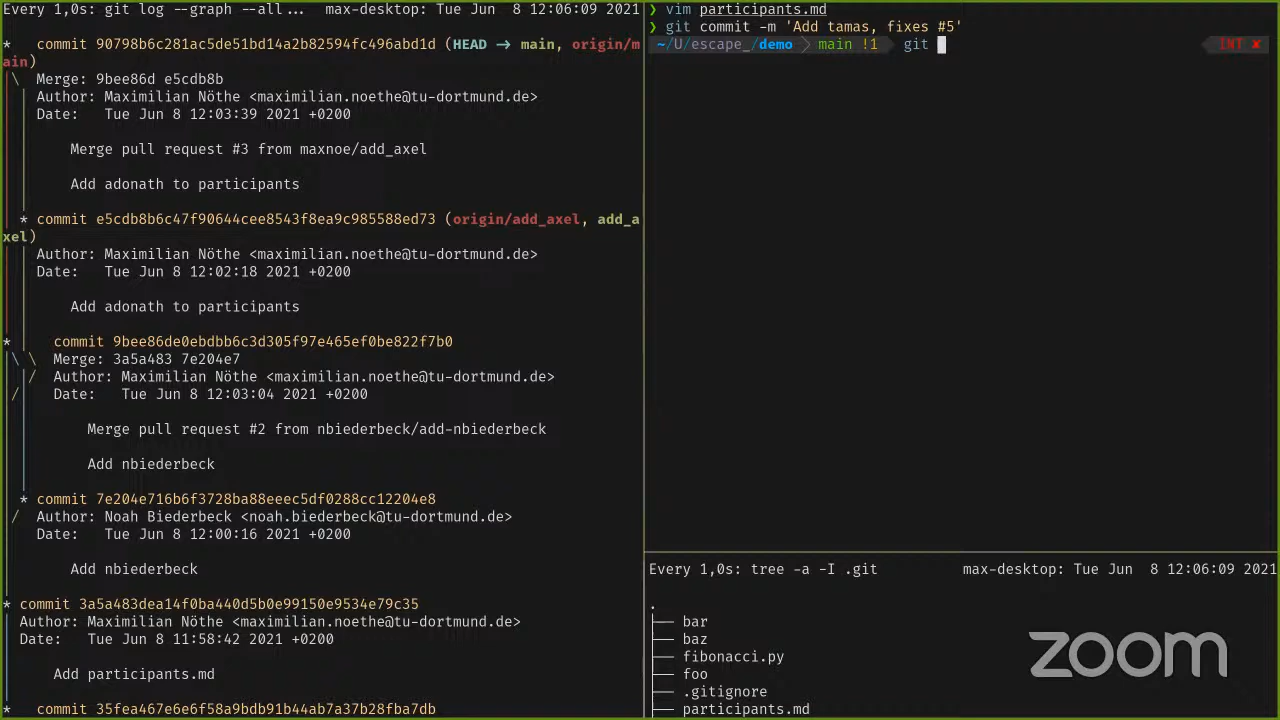 Every 1,0s: git log --graph --all... max-desktop: Tue Jun 8 12:06:09 2021
* commit 90798b6c281ac5de51bd14a2b82594fc496abd1d (HEAD → main, origin/m
ain)
|\ Merge: 9bee86d e5cdb8b
Author: Maximilian Nöthe <maximilian.noethe@tu-dortmund.de>
Date: Tue Jun 8 12:03:39 2021 +0200
Merge pull request #3 from maxnoe/add_axel
Add adonath to participants
* commit e5cdb8b6c47f90644cee8543f8ea9c985588ed73 (origin/add_axel, add_a
xel)
Author: Maximilian Nöthe <maximilian.noethe@tu-dortmund.de>
Date: Tue Jun 8 12:02:18 2021 +0200
Add adonath to participants
* commit 9bee86de0ebdbb6c3d305f97e465ef0be822f7b0
|\ \ Merge: 3a5a483 7e204e7
| / Author: Maximilian Nöthe <maximilian.noethe@tu-dortmund.de>
|/ Date: Tue Jun 8 12:03:04 2021 +0200
Merge pull request #2 from nbiederbeck/add-nbiederbeck
Add nbiederbeck
* commit 7e204e716b6f3728ba88eeec5df0288cc12204e8
|/ Author: Noah Biederbeck <noah.biederbeck@tu-dortmund.de>
Date: Tue Jun 8 12:00:16 2021 +0200
Add nbiederbeck
* commit 3a5a483dea14f0ba440d5b0e99150e9534e79c35
Author: Maximilian Nöthe <maximilian.noethe@tu-dortmund.de>
Date: Tue Jun 8 11:58:42 2021 +0200
Add participants.md
* commit 35fea467e6e6f58a9bdb91b44ab7a37b28fba7db
❯ vim participants.md
❯ git commit -m 'Add tamas, fixes #5'
~/U/escape_/demo main !1 git INT ✘
Every 1,0s: tree -a -I .git max-desktop: Tue Jun 8 12:06:09 2021
.
├── bar
├── baz
├── fibonacci.py
├── foo
├── .gitignore
├── participants.md
zoom